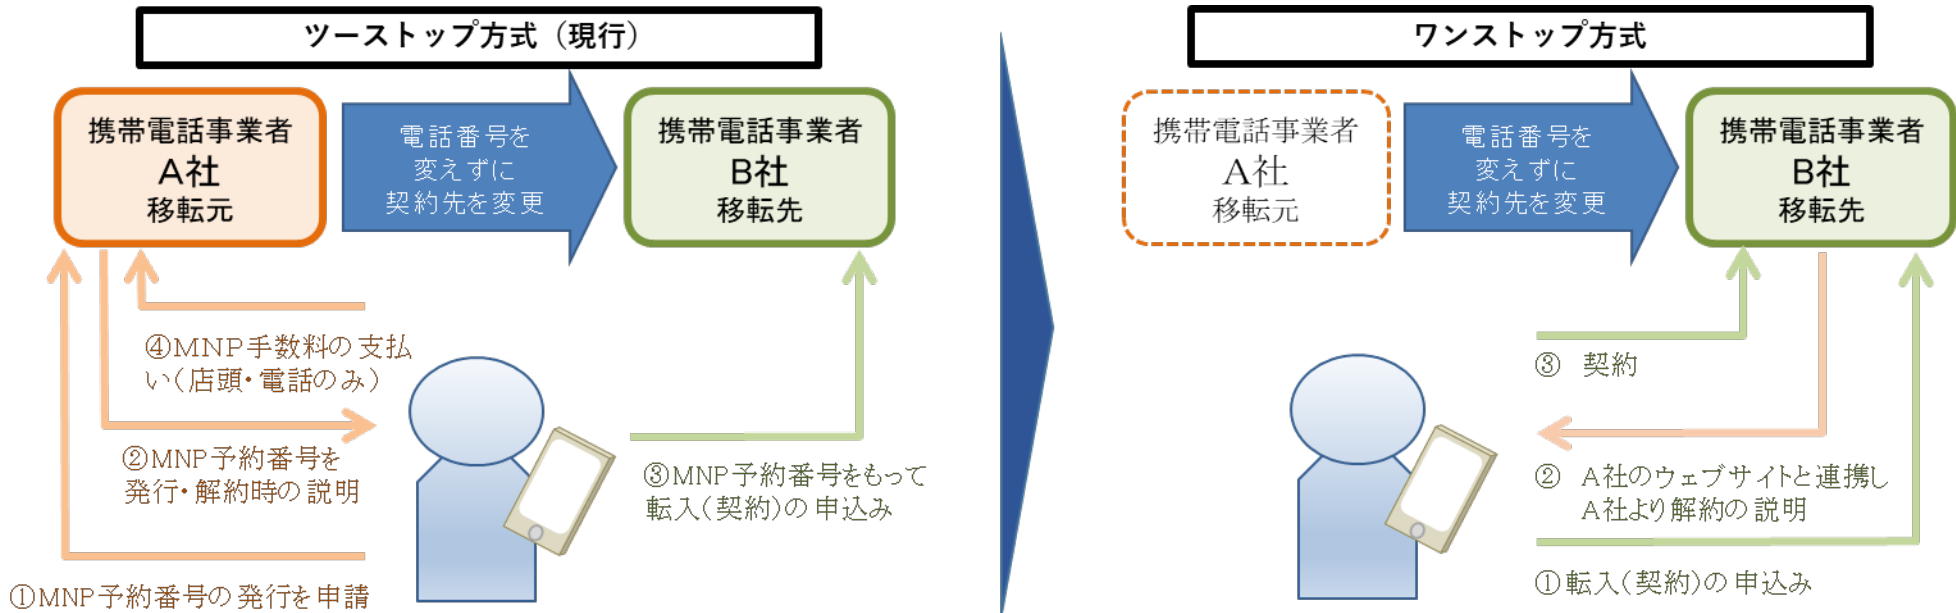 ツーストップ方式（現行）
携帯電話事業者
A社
移転元
電話番号を
変えずに
契約先を変更
携帯電話事業者
B社
移転先
④MNP手数料の支払
い（店頭・電話のみ）
②MNP予約番号を
発行・解約時の説明
③MNP予約番号をもって
転入（契約）の申込み
①MNP予約番号の発行を申請
ワンストップ方式
携帯電話事業者
A社
移転元
電話番号を
変えずに
契約先を変更
携帯電話事業者
B社
移転先
③ 契約
② A社のウェブサイトと連携し
A社より解約の説明
①転入（契約）の申込み